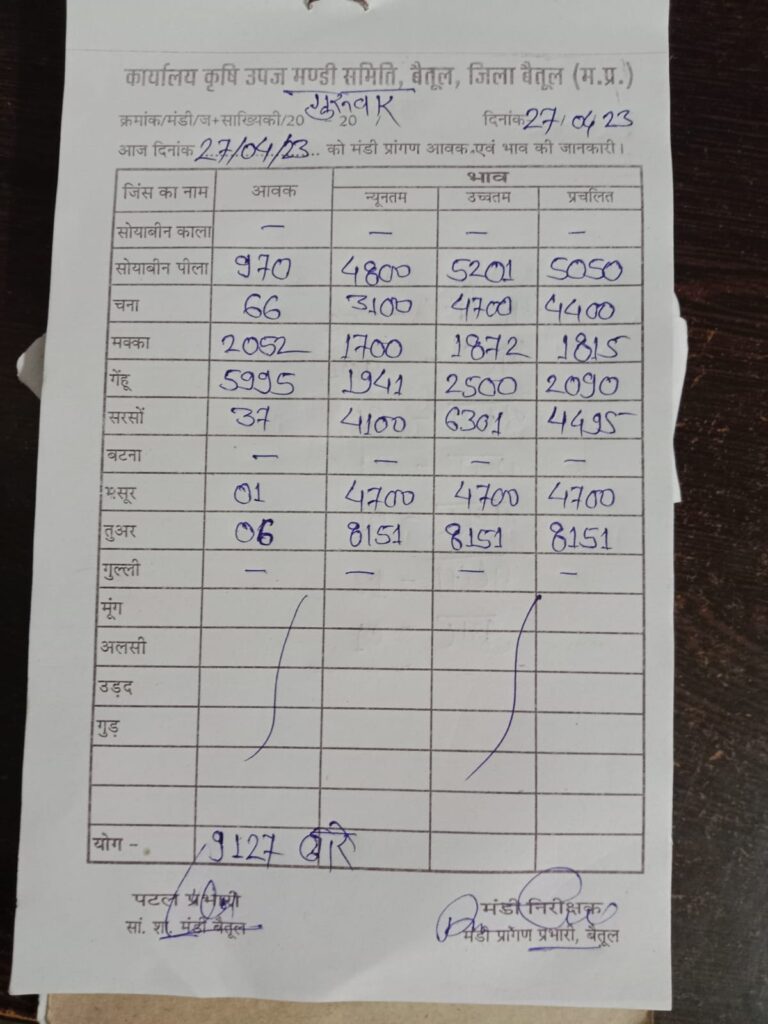 कार्यालय कृषि उपज मण्डी समिति, बैतूल, जिला बैतूल (म.प्र.)
गुरूवार
क्रमांक/मंडी/ज+साख्यिकी/20 20 दिनांक 27/04/23
आज दिनांक 27/04/23 को मंडी प्रांगण आवक.एवं भाव की जानकारी।
जिंस का नाम आवक भाव
न्यूनतम उच्चतम प्रचलित
सोयाबीन काला — — — —
सोयाबीन पीला 970 4800 5201 5050
चना 66 3100 4700 4400
मक्का 2052 1700 1872 1815
गेंहू 5995 1941 2500 2090
सरसों 37 4100 6301 4495
बटना — — — —
मसूर 01 4700 4700 4700
तुअर 06 8151 8151 8151
गुल्ली — — — —
मूंग
अलसी
उड़द
गुड़
योग - 9127 बोरे
पटल प्रभारी मंडी निरीक्षक
सां. शा. मंडी बैतूल मंडी प्रांगण प्रभारी, बैतूल